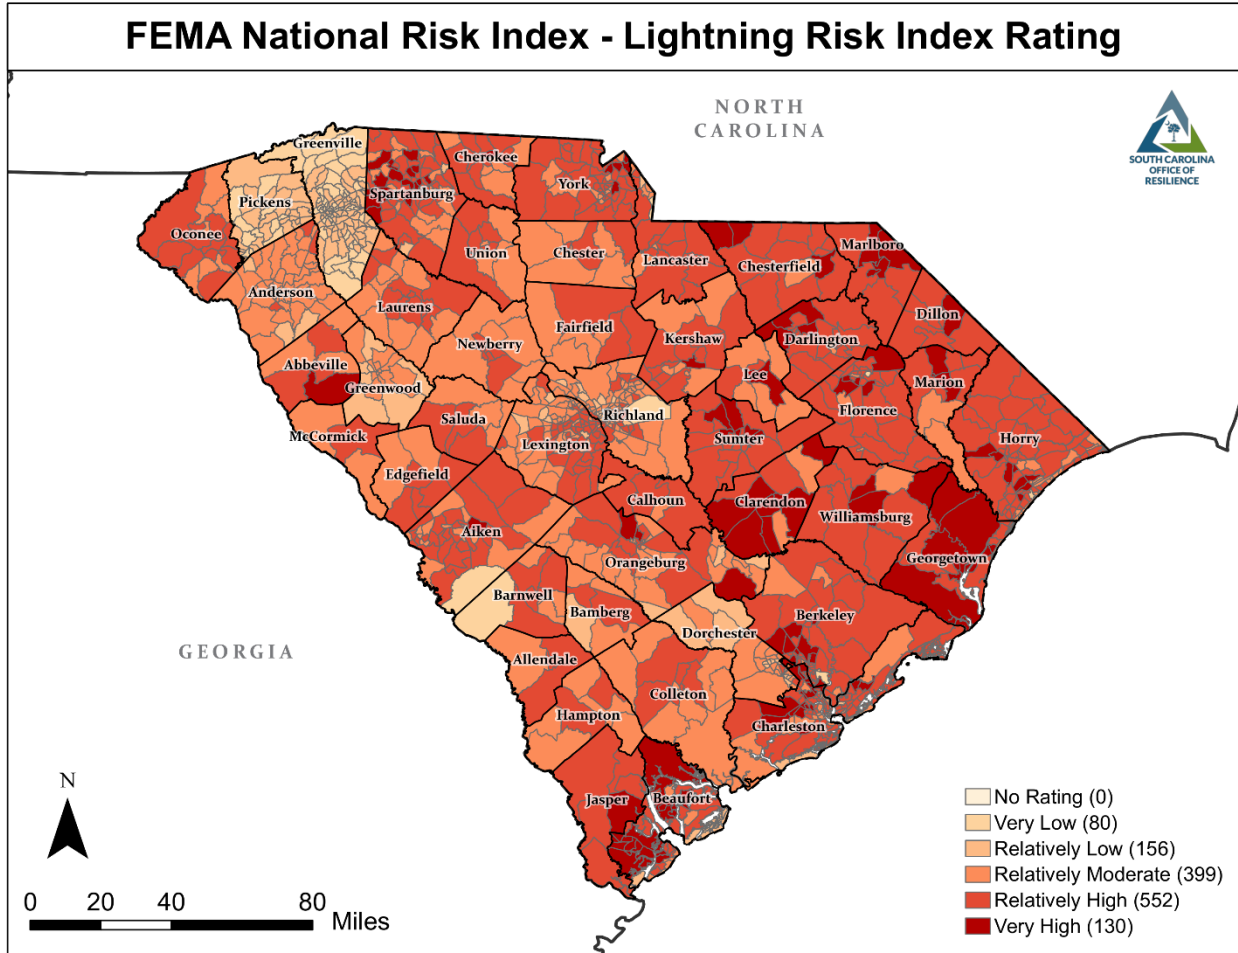 FEMA National Risk Index - Lightning Risk Index Rating
NORTH
CAROLINA
SOUTH CAROLINA
OFFICE OF
RESILIENCE
Greenville
Cherokee
York
Pickens
Spartanburg
Oconee
Union
Chester
Lancaster
Chesterfield
Marlboro
Anderson
Laurens
Fairfield
Dillon
Newberry
Kershaw
Darlington
Abbeville
Greenwood
Lee
Marion
Richland
Florence
Saluda
McCormick
Lexington
Sumter
Horry
Edgefield
Calhoun
Clarendon
Williamsburg
Aiken
Orangeburg
Georgetown
Barnwell
Bamberg
Berkeley
Dorchester
GEORGIA
Allendale
Colleton
Hampton
Charleston
Jasper
Beaufort
N
0 20 40 80 Miles
No Rating (0)
Very Low (80)
Relatively Low (156)
Relatively Moderate (399)
Relatively High (552)
Very High (130)